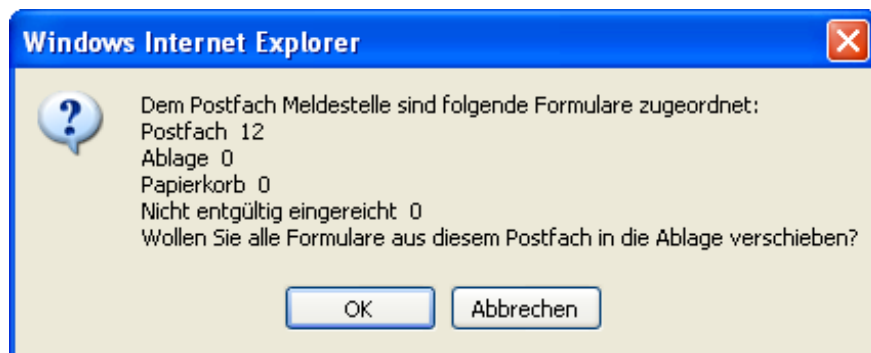 Windows Internet Explorer
Dem Postfach Meldestelle sind folgende Formulare zugeordnet:
Postfach 12
Ablage 0
Papierkorb 0
Nicht entgültig eingereicht 0
Wollen Sie alle Formulare aus diesem Postfach in die Ablage verschieben?
OK Abbrechen